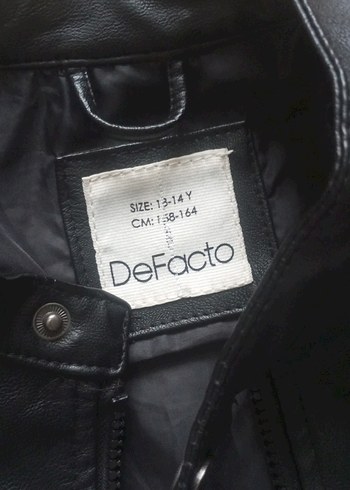 SIZE: 13-14 Y
CM: 158-164
DeFacto